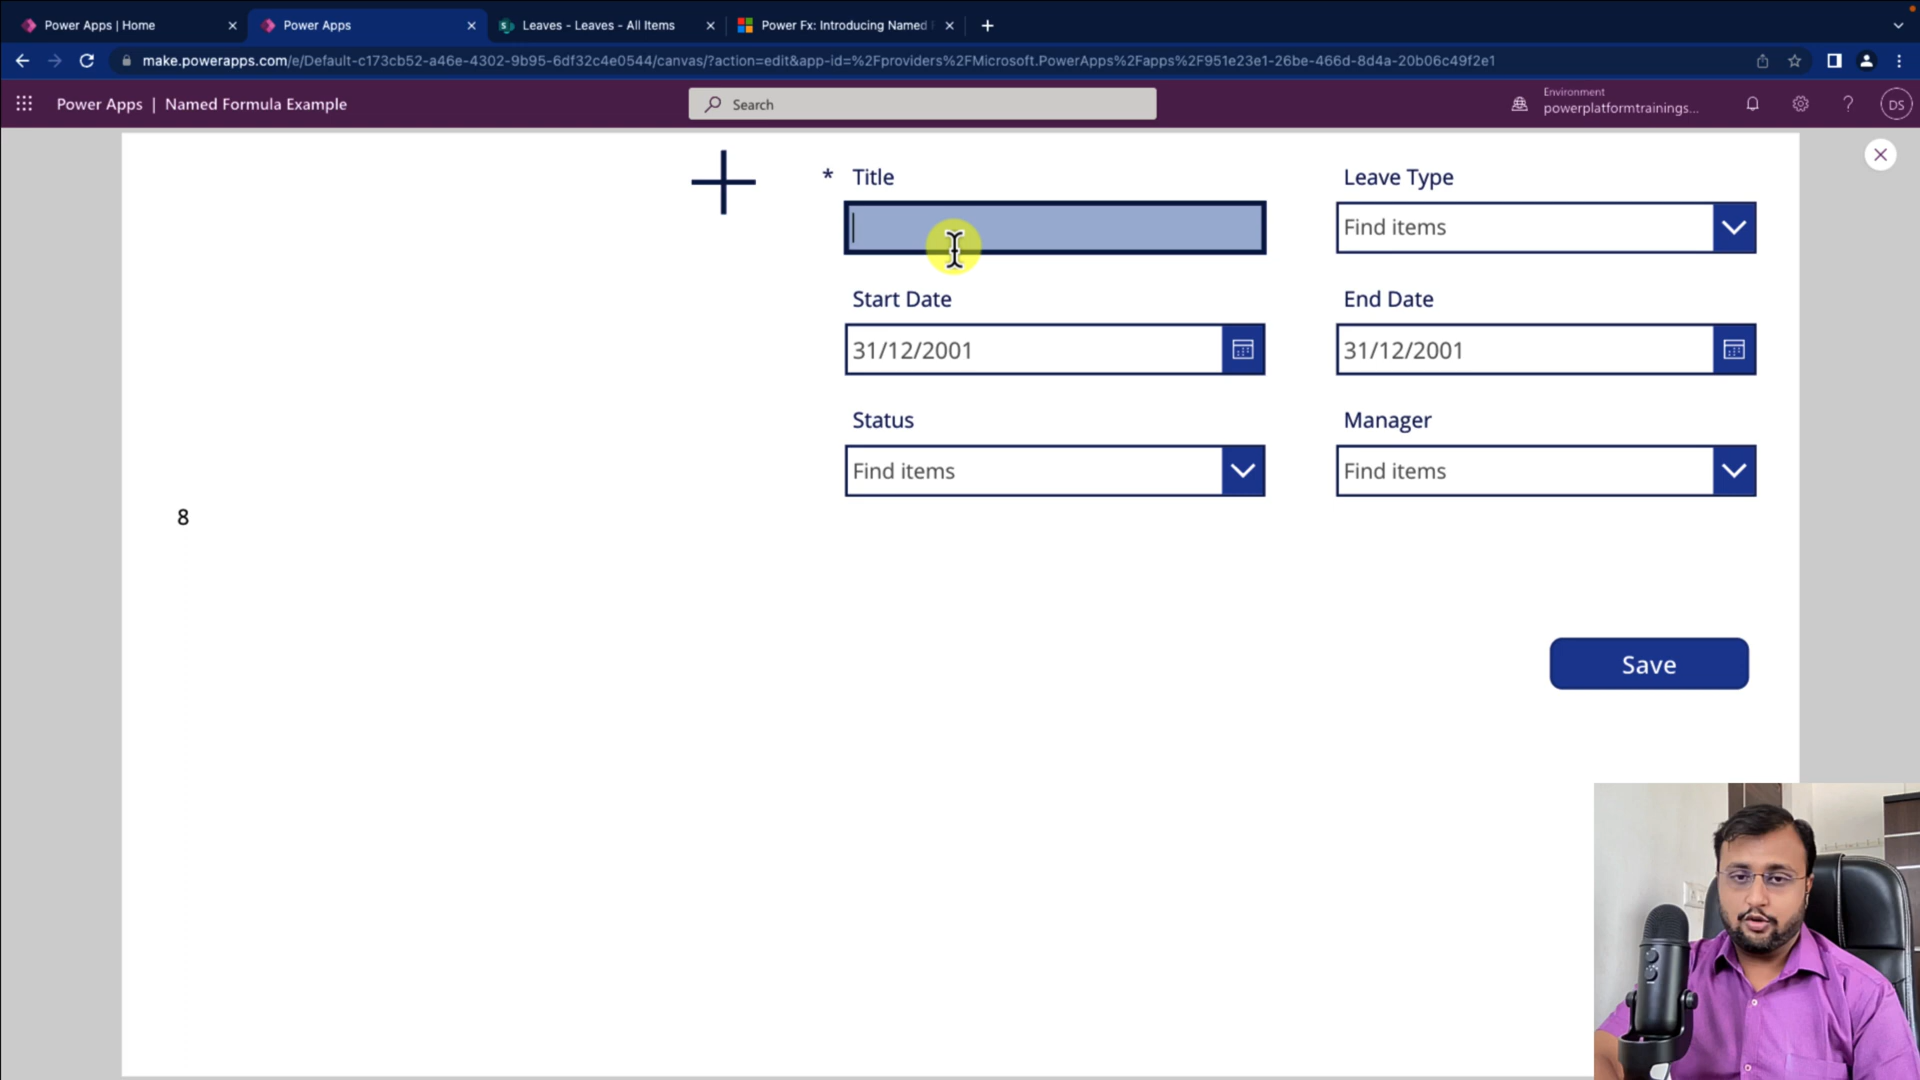 Power Apps | Home
Power Apps
Leaves - Leaves - All Items
Power Fx: Introducing Named
make.powerapps.com/e/Default-c173cb52-a46e-4302-9b95-6df32c4e0544/canvas/?action=edit&app-id=%2Fproviders%2FMicrosoft.PowerApps%2Fapps%2F951e23e1-26be-466d-8d4a-20b06c49f2e1
Power Apps | Named Formula Example
Search
Environment
powerplatformtrainings...
DS
* Title
Leave Type
Find items
Start Date
End Date
31/12/2001
31/12/2001
Status
Manager
Find items
Find items
8
Save